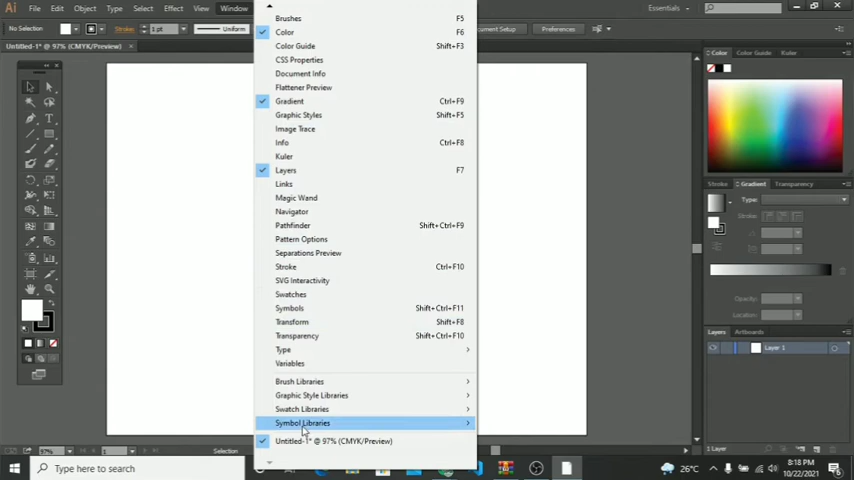 Ai File Edit Object Type Select Effect View Window Essentials
No Selection Stroke: 1 pt Uniform Document Setup Preferences
Untitled-1* @ 97% (CMYK/Preview)
Brushes F5
Color F6
Color Guide Shift+F3
CSS Properties
Document Info
Flattener Preview
Gradient Ctrl+F9
Graphic Styles Shift+F5
Image Trace
Info Ctrl+F8
Kuler
Layers F7
Links
Magic Wand
Navigator
Pathfinder Shift+Ctrl+F9
Pattern Options
Separations Preview
Stroke Ctrl+F10
SVG Interactivity
Swatches
Symbols Shift+Ctrl+F11
Transform Shift+F8
Transparency Shift+Ctrl+F10
Type
Variables
Brush Libraries
Graphic Style Libraries
Swatch Libraries
Symbol Libraries
Untitled-1* @ 97% (CMYK/Preview)
Color Color Guide Kuler
Stroke Gradient Transparency
Type:
Stroke:
Opacity:
Location:
Layers Artboards
Layer 1
1 Layer
97% 1 Selection
Type here to search
26°C
8:18 PM
10/22/2021